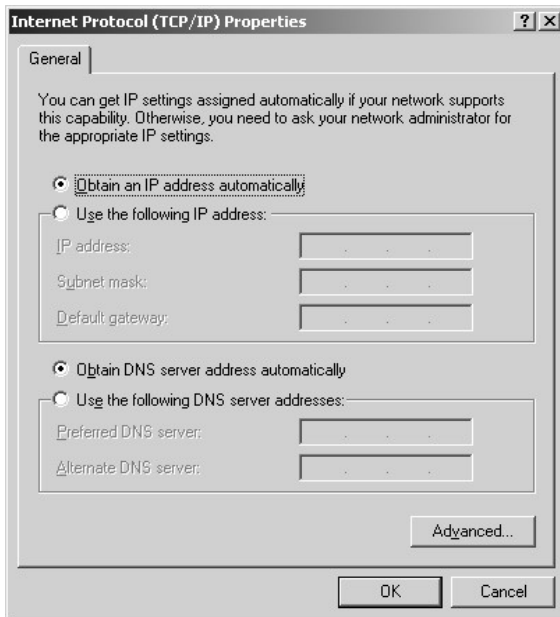 Internet Protocol (TCP/IP) Properties
General
You can get IP settings assigned automatically if your network supports
this capability. Otherwise, you need to ask your network administrator for
the appropriate IP settings.
Obtain an IP address automatically
Use the following IP address:
IP address:
Subnet mask:
Default gateway:
Obtain DNS server address automatically
Use the following DNS server addresses:
Preferred DNS server:
Alternate DNS server:
Advanced...
OK Cancel